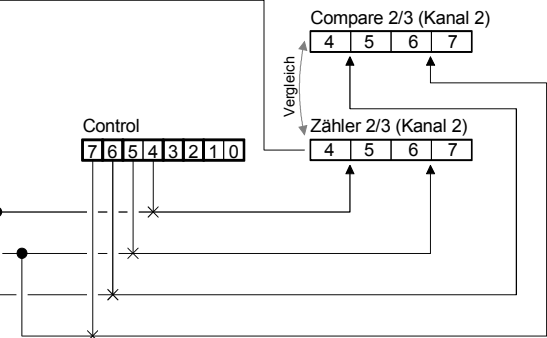 Compare 2/3 (Kanal 2)
4 5 6 7
Vergleich
Control
Zähler 2/3 (Kanal 2)
7 6 5 4 3 2 1 0
4 5 6 7